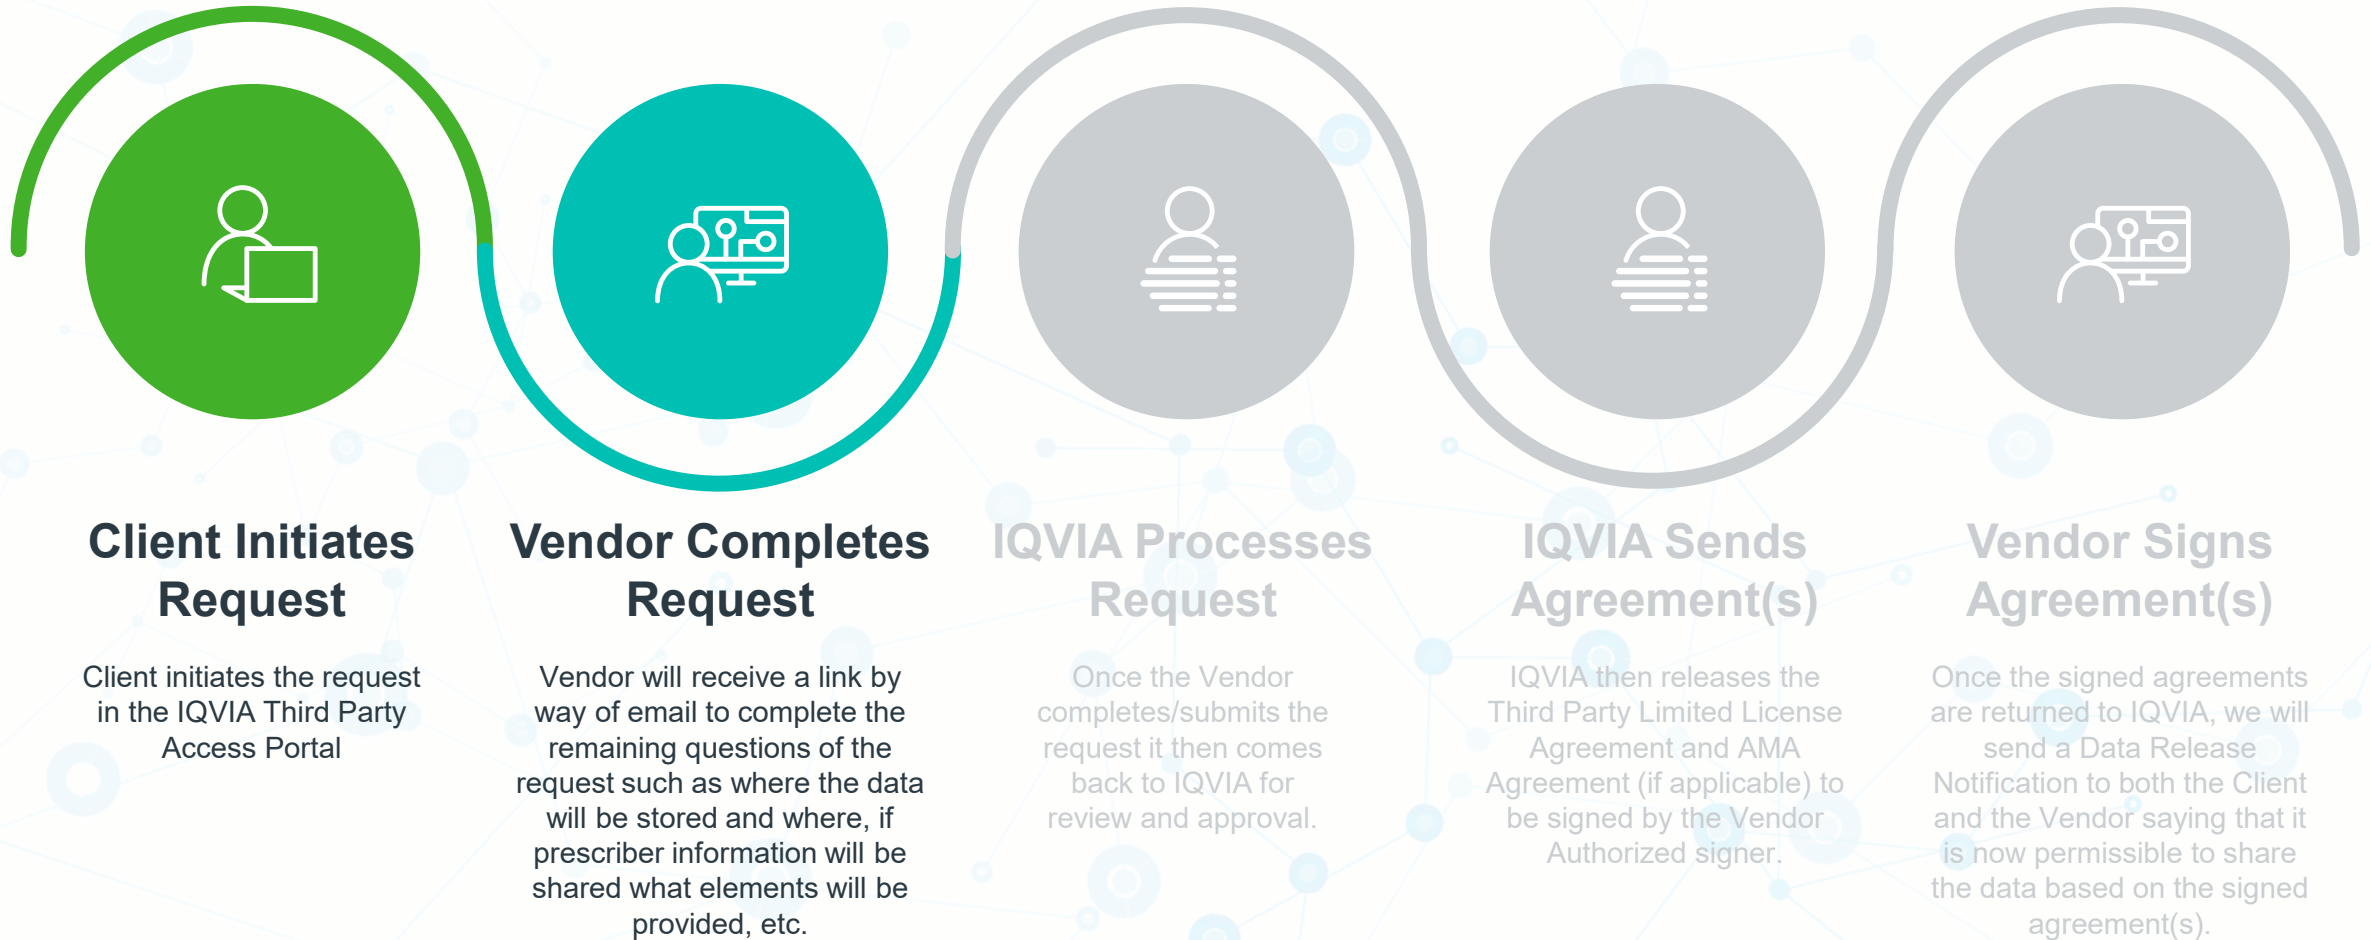 Client Initiates
Request
Client initiates the request
in the IQVIA Third Party
Access Portal
Vendor Completes
Request
Vendor will receive a link by
way of email to complete the
remaining questions of the
request such as where the data
will be stored and where, if
prescriber information will be
shared what elements will be
provided, etc.
IQVIA Processes
Request
Once the Vendor
completes/submits the
request it then comes
back to IQVIA for
review and approval.
IQVIA Sends
Agreement(s)
IQVIA then releases the
Third Party Limited License
Agreement and AMA
Agreement (if applicable) to
be signed by the Vendor
Authorized signer.
Vendor Signs
Agreement(s)
Once the signed agreements
are returned to IQVIA, we will
send a Data Release
Notification to both the Client
and the Vendor saying that it
is now permissible to share
the data based on the signed
agreement(s).